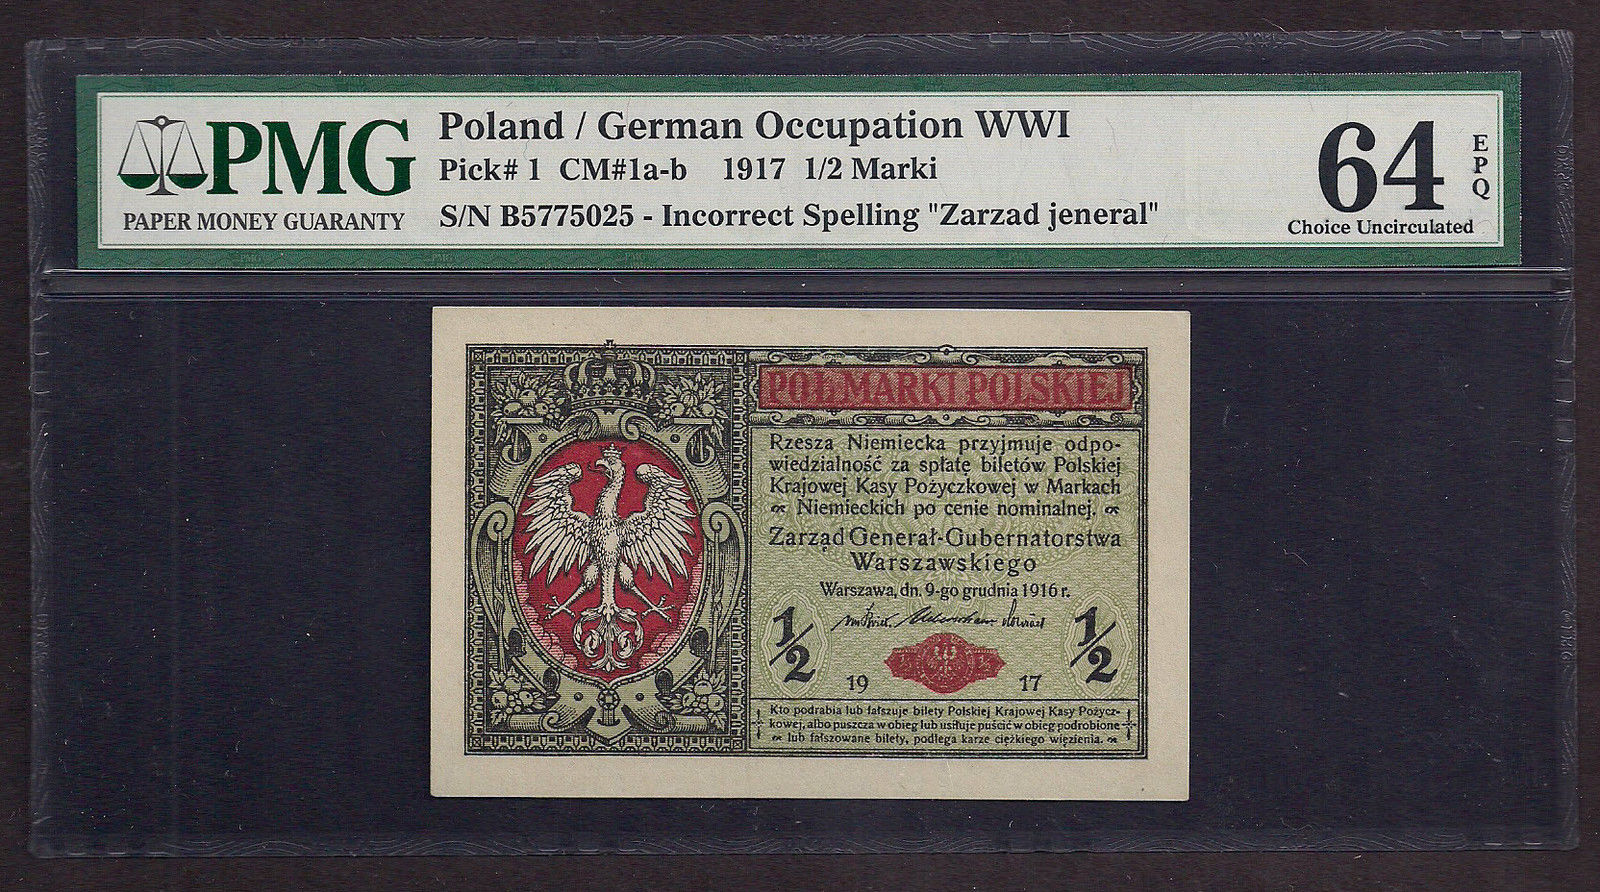 PMG
PAPER MONEY GUARANTY
Poland / German Occupation WWI
Pick# 1 CM#1a-b 1917 1/2 Marki
S/N B5775025 - Incorrect Spelling "Zarzad jeneral"
64
EPQ
Choice Uncirculated
PÓŁ MARKI POLSKIEJ
Rzesza Niemiecka przyjmuje odpo-
wiedzialność za spłatę biletów Polskiej
Krajowej Kasy Pożyczkowej w Markach
Niemieckich po cenie nominalnej.
Zarząd Generał-Gubernatorstwa
Warszawskiego
Warszawa, dn. 9-go grudnia 1916 r.
1/2
1/2
1/2 1/2
19 17
Kto podrabia lub fałszuje bilety Polskiej Krajowej Kasy Pożycz-
kowej, albo puszcza w obieg lub usiłuje puścić w obieg podrobione
lub fałszowane bilety, podlega karze ciężkiego więzienia.